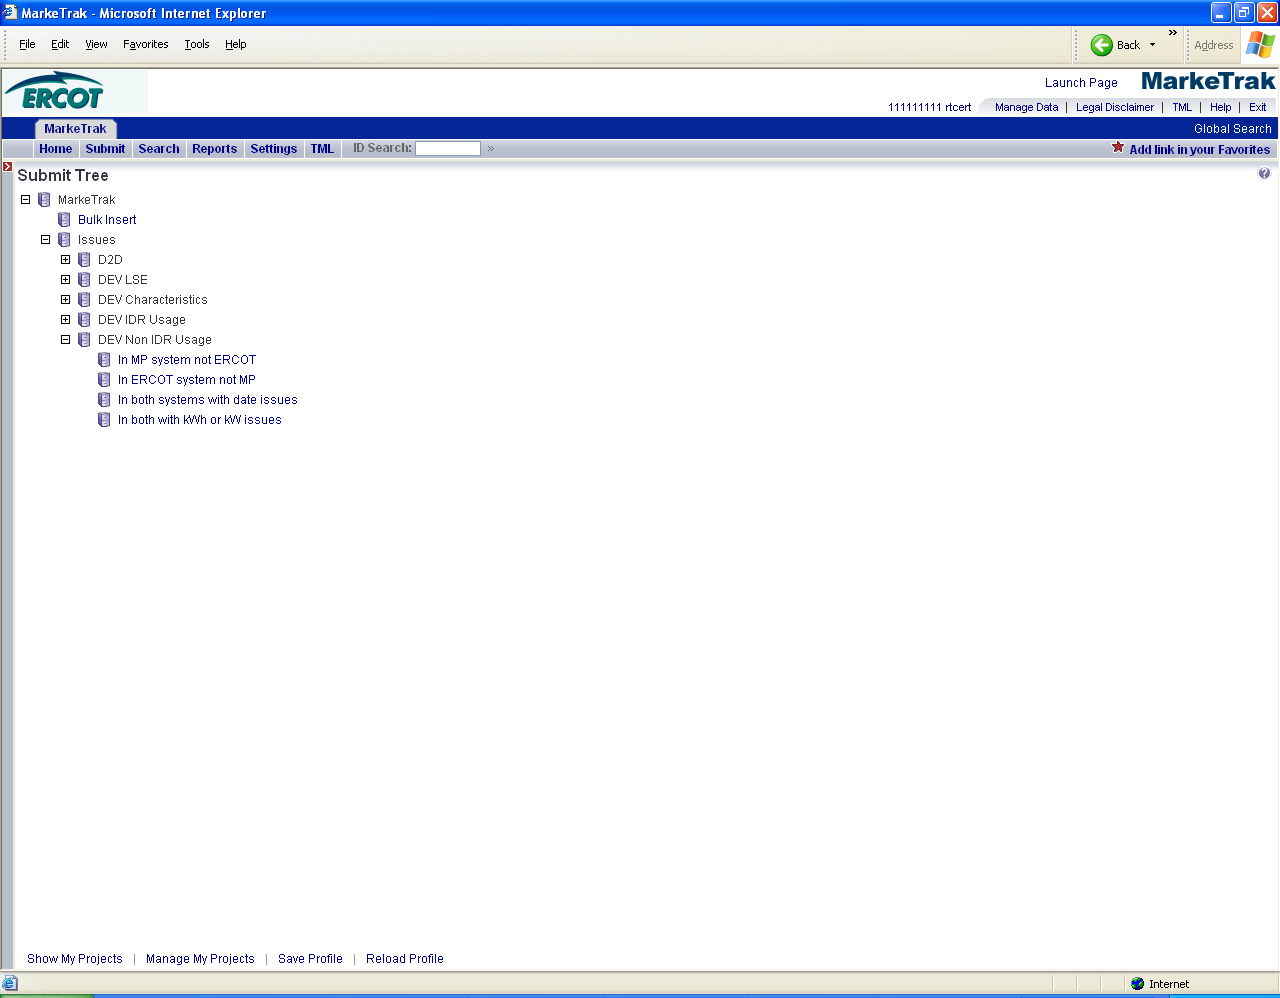 MarkeTrak - Microsoft Internet Explorer
File Edit View Favorites Tools Help » Back Address
ERCOT Launch Page MarkeTrak
111111111 rtcert Manage Data | Legal Disclaimer | TML | Help | Exit
MarkeTrak Global Search
Home Submit Search Reports Settings TML ID Search: » Add link in your Favorites
Submit Tree ?
MarkeTrak
Bulk Insert
Issues
D2D
DEV LSE
DEV Characteristics
DEV IDR Usage
DEV Non IDR Usage
In MP system not ERCOT
In ERCOT system not MP
In both systems with date issues
In both with kWh or kW issues
Show My Projects | Manage My Projects | Save Profile | Reload Profile
Internet